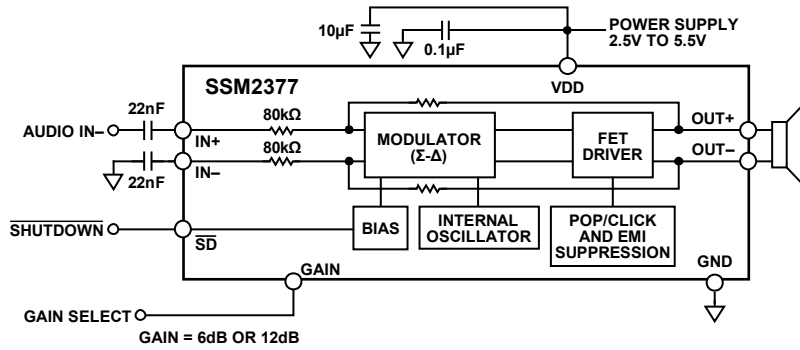 10µF
0.1µF
POWER SUPPLY
2.5V TO 5.5V
SSM2377
VDD
22nF
80kΩ
AUDIO IN–
IN+
OUT+
MODULATOR
(Σ-Δ)
FET
DRIVER
80kΩ
IN–
OUT–
22nF
SHUTDOWN
SD
BIAS
INTERNAL
OSCILLATOR
POP/CLICK
AND EMI
SUPPRESSION
GAIN
GND
GAIN SELECT
GAIN = 6dB OR 12dB